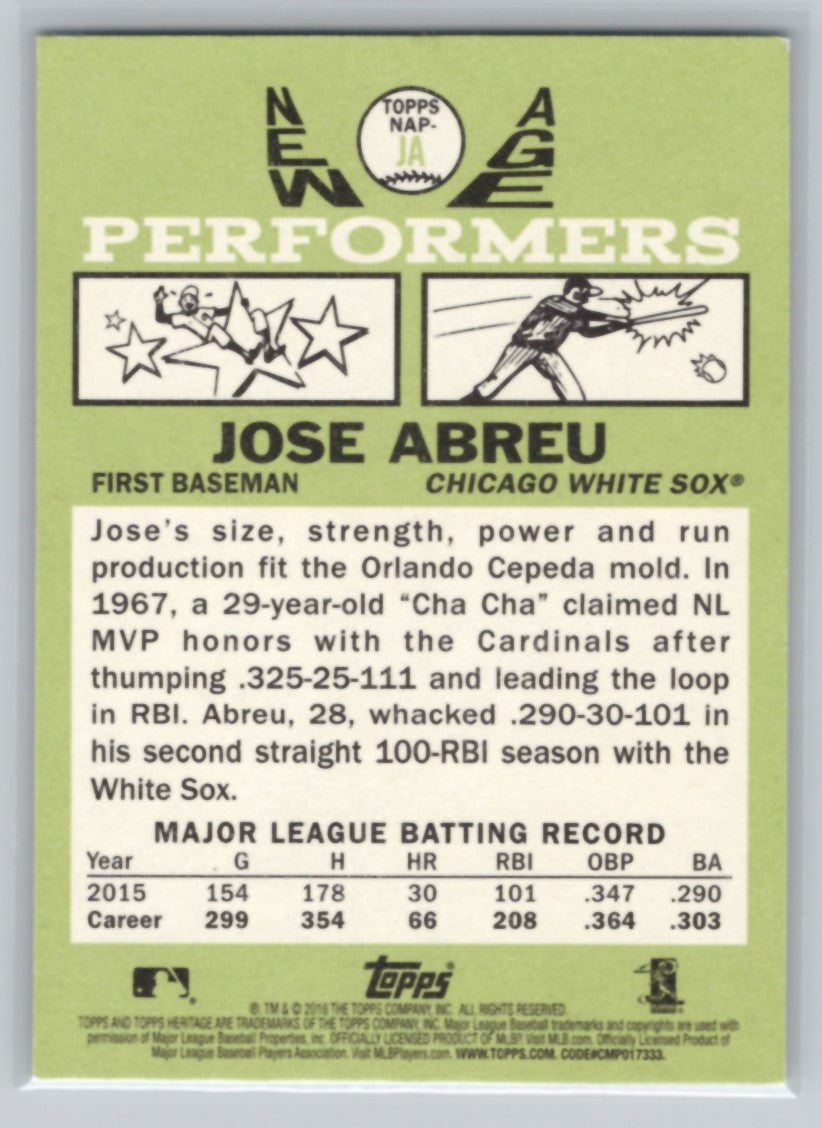 NEW AGE
TOPPS
NAP-
JA
PERFORMERS
JOSE ABREU
FIRST BASEMAN CHICAGO WHITE SOX®
Jose's size, strength, power and run
production fit the Orlando Cepeda mold. In
1967, a 29-year-old "Cha Cha" claimed NL
MVP honors with the Cardinals after
thumping .325-25-111 and leading the loop
in RBI. Abreu, 28, whacked .290-30-101 in
his second straight 100-RBI season with the
White Sox.
MAJOR LEAGUE BATTING RECORD
Year G H HR RBI OBP BA
2015 154 178 30 101 .347 .290
Career 299 354 66 208 .364 .303
TOPPS®
®, TM & © 2016 THE TOPPS COMPANY, INC. ALL RIGHTS RESERVED.
TOPPS AND TOPPS HERITAGE ARE TRADEMARKS OF THE TOPPS COMPANY, INC. Major League Baseball trademarks and copyrights are used with
permission of Major League Baseball Properties, Inc. OFFICIALLY LICENSED PRODUCT OF MLBP. Visit MLB.com. Officially Licensed Product of
Major League Baseball Players Association. Visit MLBPlayers.com. WWW.TOPPS.COM. CODE#CMP017333.